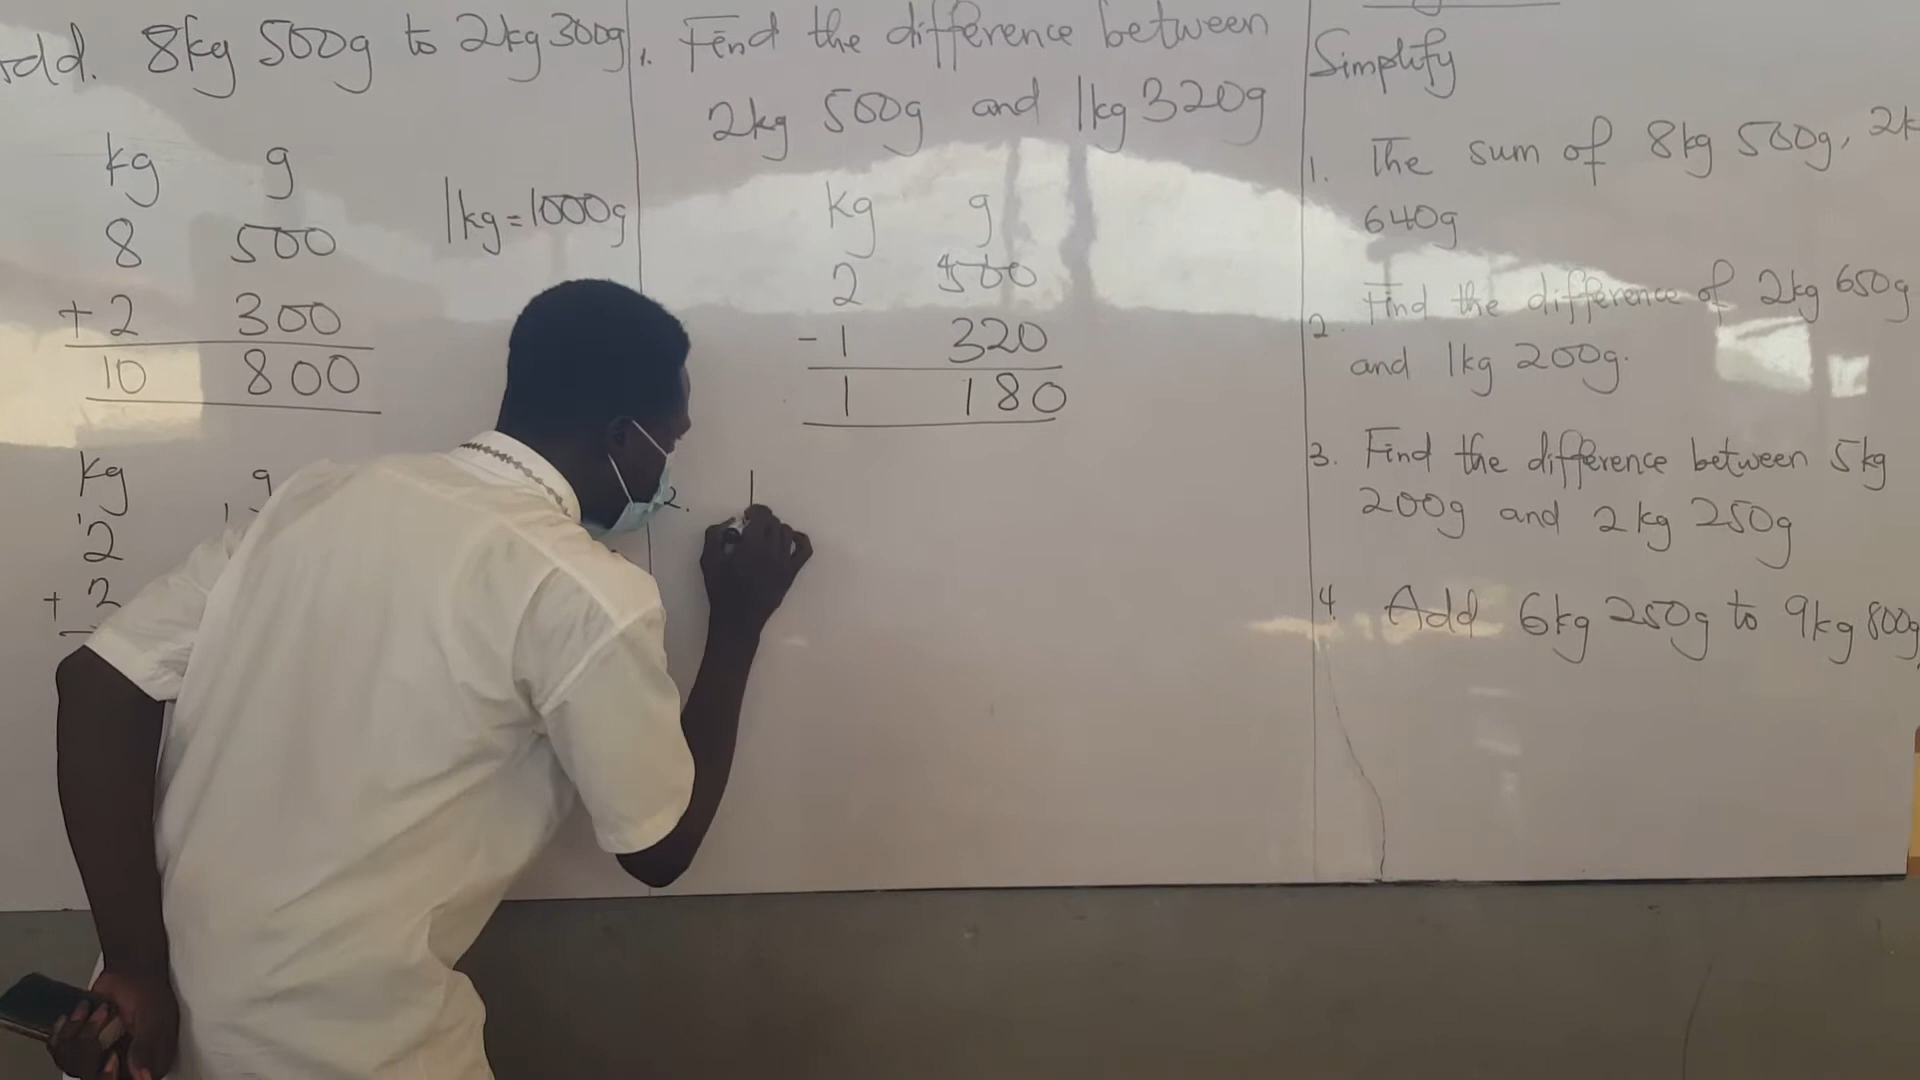 Add. 8kg 500g to 2kg 300g
kg g
8 500
+ 2 300
10 800
1kg = 1000g
kg g
2
+ 2
1. Find the difference between
2kg 500g and 1kg 320g
kg g
2 500
- 1 320
1 180
2.
Simplify
1. The sum of 8kg 500g, 2k
640g
2. Find the difference of 2kg 650g
and 1kg 200g.
3. Find the difference between 5kg
200g and 2kg 250g
4. Add 6kg 250g to 9kg 800g